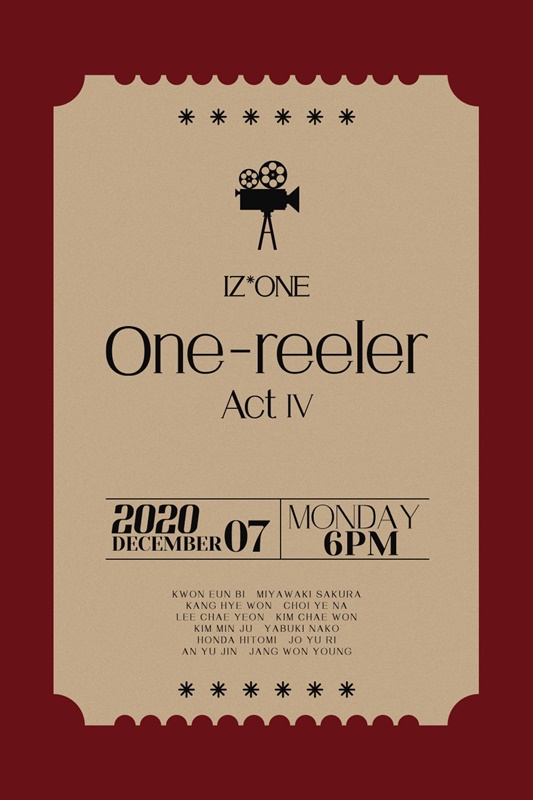 IZ*ONE
One-reeler
Act IV
2020
DECEMBER 07
MONDAY
6PM
KWON EUN BI MIYAWAKI SAKURA
KANG HYE WON CHOI YE NA
LEE CHAE YEON KIM CHAE WON
KIM MIN JU YABUKI NAKO
HONDA HITOMI JO YU RI
AN YU JIN JANG WON YOUNG